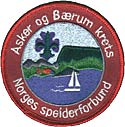 Asker og Bærum krets
Norges speiderforbund